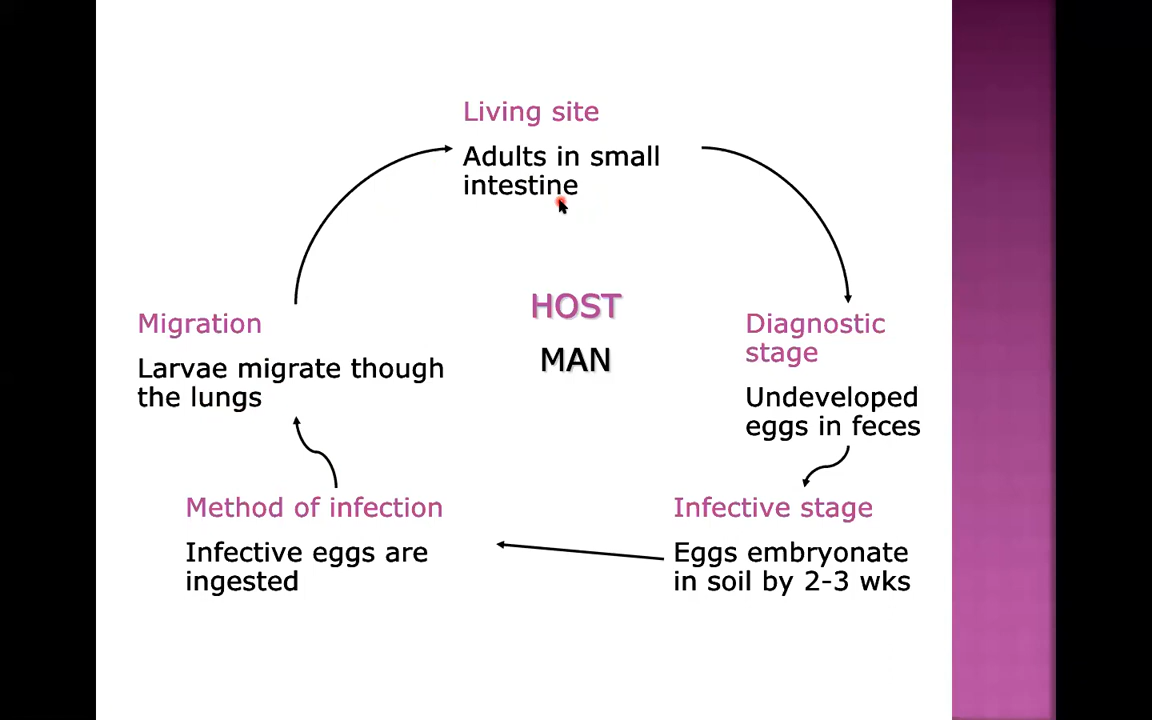 Living site
Adults in small
intestine
HOST
MAN
Diagnostic
stage
Undeveloped
eggs in feces
Infective stage
Eggs embryonate
in soil by 2-3 wks
Method of infection
Infective eggs are
ingested
Migration
Larvae migrate though
the lungs